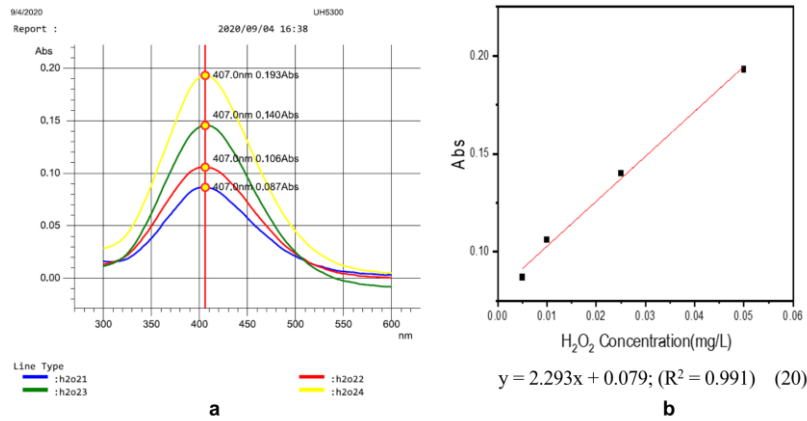 9/4/2020 UH5300
Report : 2020/09/04 16:38
Abs
0.20
0.15
0.10
0.05
0.00
407.0nm 0.193Abs
407.0nm 0.140Abs
407.0nm 0.106Abs
407.0nm 0.087Abs
300 350 400 450 500 550 600
nm
Line Type
:h2o21 :h2o22
:h2o23 :h2o24
a
b
Abs
0.20
0.15
0.10
0.00 0.01 0.02 0.03 0.04 0.05 0.06
H₂O₂ Concentration(mg/L)
y = 2.293x + 0.079; (R² = 0.991) (20)
b